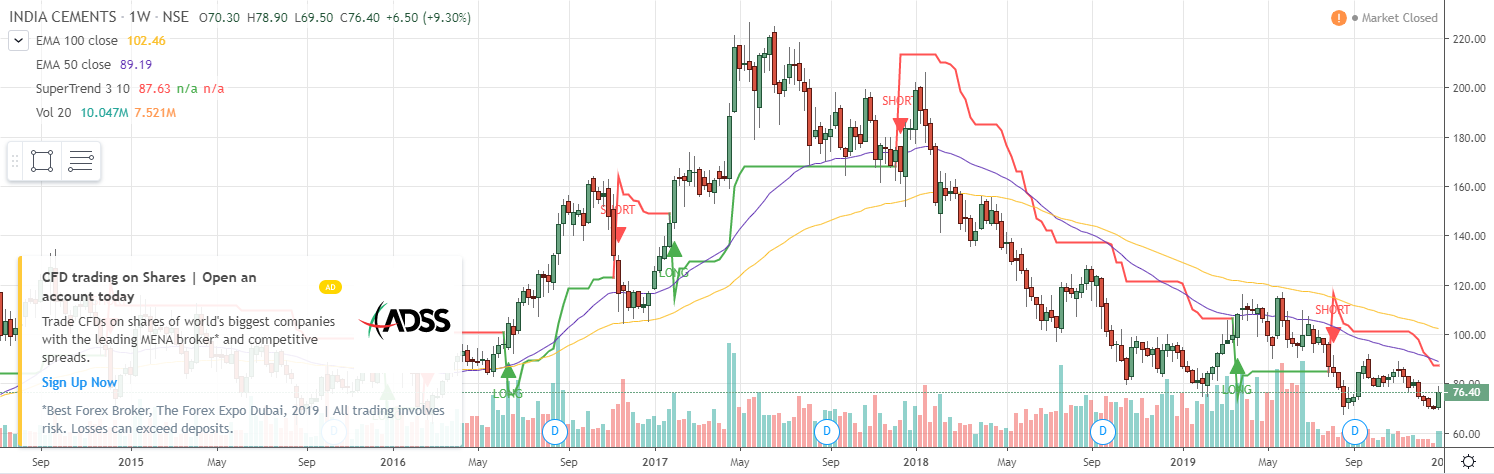 INDIA CEMENTS · 1W · NSE O70.30 H78.90 L69.50 C76.40 +6.50 (+9.30%)
Market Closed
EMA 100 close 102.46
EMA 50 close 89.19
SuperTrend 3 10 87.63 n/a n/a
Vol 20 10.047M 7.521M
220.00
200.00
SHORT
180.00
160.00
SHORT
140.00
LONG
CFD trading on Shares | Open an
account today
AD
Trade CFDs on shares of world's biggest companies
with the leading MENA broker* and competitive
spreads.
ADSS
Sign Up Now
*Best Forex Broker, The Forex Expo Dubai, 2019 | All trading involves
risk. Losses can exceed deposits.
120.00
SHORT
100.00
80.00
LONG
LONG
76.40
D
D
D
D
60.00
Sep 2015 May Sep 2016 May Sep 2017 May Sep 2018 May Sep 2019 May Sep 20